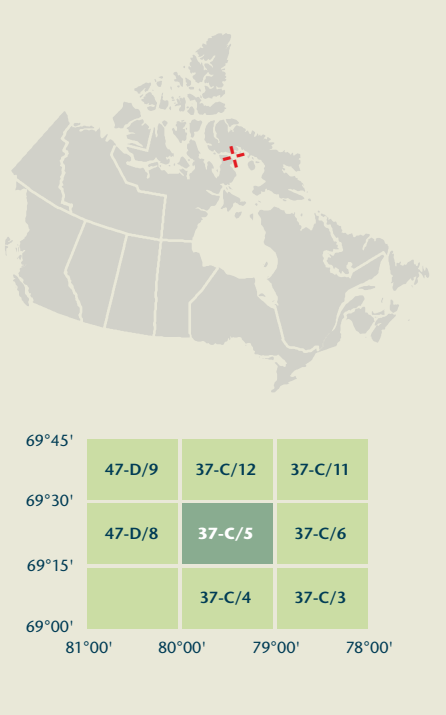 69°45'
47-D/9 37-C/12 37-C/11
69°30'
47-D/8 37-C/5 37-C/6
69°15'
37-C/4 37-C/3
69°00'
81°00' 80°00' 79°00' 78°00'